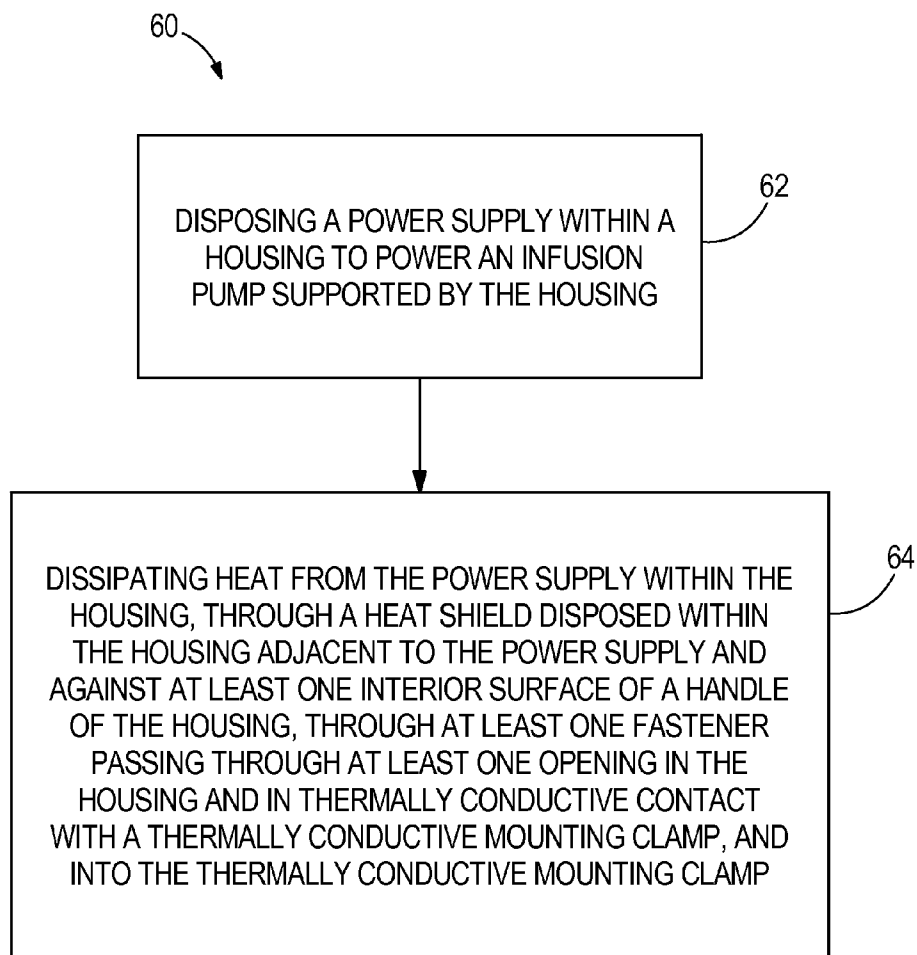 60
62
DISPOSING A POWER SUPPLY WITHIN A
HOUSING TO POWER AN INFUSION
PUMP SUPPORTED BY THE HOUSING
64
DISSIPATING HEAT FROM THE POWER SUPPLY WITHIN THE
HOUSING, THROUGH A HEAT SHIELD DISPOSED WITHIN
THE HOUSING ADJACENT TO THE POWER SUPPLY AND
AGAINST AT LEAST ONE INTERIOR SURFACE OF A HANDLE
OF THE HOUSING, THROUGH AT LEAST ONE FASTENER
PASSING THROUGH AT LEAST ONE OPENING IN THE
HOUSING AND IN THERMALLY CONDUCTIVE CONTACT
WITH A THERMALLY CONDUCTIVE MOUNTING CLAMP, AND
INTO THE THERMALLY CONDUCTIVE MOUNTING CLAMP